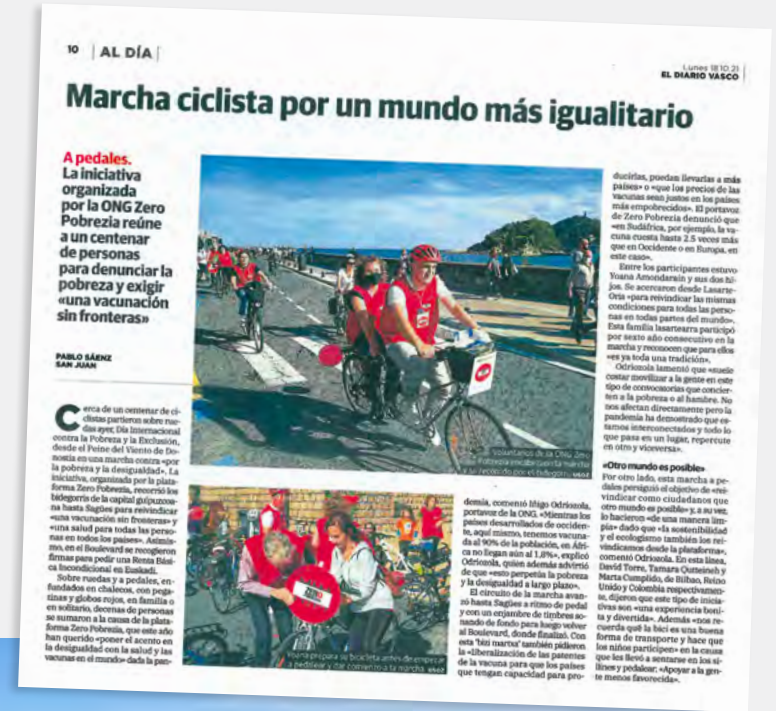 10 | AL DÍA |
Lunes 18.10.21
EL DIARIO VASCO
Marcha ciclista por un mundo más igualitario
A pedales.
La iniciativa
organizada
por la ONG Zero
Pobrezia reúne
a un centenar
de personas
para denunciar la
pobreza y exigir
«una vacunación
sin fronteras»
PABLO SÁENZ
SAN JUAN
Cerca de un centenar de ci-
clistas partieron sobre rue-
das ayer, Día Internacional
contra la Pobreza y la Exclusión,
desde el Peine del Viento de Do-
nostia en una marcha contra «por
la pobreza y la desigualdad». La
iniciativa, organizada por la plata-
forma Zero Pobrezia, recorrió los
bidegorris de la capital guipuzcoa-
na hasta Sagües para reivindicar
«una vacunación sin fronteras» y
«una salud para todas las perso-
nas en todos los países». Asimis-
mo, en el Boulevard se recogieron
firmas para pedir una Renta Bási-
ca Incondicional en Euskadi.
Sobre ruedas y a pedales, en-
fundados en chalecos, con pega-
tinas y globos rojos, en familia o
en solitario, decenas de personas
se sumaron a la causa de la plata-
forma Zero Pobrezia, que este año
han querido «poner el acento en
la desigualdad con la salud y las
vacunas en el mundo» dada la pan-
Voluntarios de la ONG Zero
Pobrezia encabezaron la marcha
y su recorrido por el bidegorri.
Yoana prepara su bicicleta antes de empezar
a pedalear y dar comienzo a la marcha.
demia, comentó Iñigo Odriozola,
portavoz de la ONG. «Mientras los
países desarrollados de occiden-
te, aquí mismo, tenemos vacuna-
da al 90% de la población, en Áfri-
ca no llegan aún al 1,8%», explicó
Odriozola, quien además advirtió
de que «esto perpetúa la pobreza
y la desigualdad a largo plazo».
El circuito de la marcha avan-
zó hasta Sagües a ritmo de pedal
y con un enjambre de timbres so-
nando de fondo para luego volver
al Boulevard, donde finalizó. Con
esta 'bizi martxa' también pidieron
la «liberalización de las patentes
de la vacuna para que los países
que tengan capacidad para pro-
ducirlas, puedan llevarlas a más
países» o «que los precios de las
vacunas sean justos en los países
más empobrecidos». El portavoz
de Zero Pobrezia denunció que
«en Sudáfrica, por ejemplo, la va-
cuna cuesta hasta 2.5 veces más
que en Occidente o en Europa, en
este caso».
Entre los participantes estuvo
Yoana Amondarain y sus dos hi-
jos. Se acercaron desde Lasarte-
Oria «para reivindicar las mismas
condiciones para todas las perso-
nas en todas partes del mundo».
Esta familia lasartearra participó
por sexto año consecutivo en la
marcha y reconocen que para ellos
«es ya toda una tradición».
Odriozola lamentó que «suele
costar movilizar a la gente en este
tipo de convocatorias que concier-
ten a la pobreza o al hambre. No
nos afectan directamente pero la
pandemia ha demostrado que es-
tamos interconectados y todo lo
que pasa en un lugar, repercute
en otro y viceversa».
«Otro mundo es posible»
Por otro lado, esta marcha a pe-
dales persiguió el objetivo de «rei-
vindicar como ciudadanos que
otro mundo es posible» y, a su vez,
lo hicieron «de una manera lim-
pia» dado que «la sostenibilidad
y el ecologismo también los rei-
vindicamos desde la plataforma»,
comentó Odriozola. En esta línea,
David Torre, Tamara Qutteineh y
Marta Cumplido, de Bilbao, Reino
Unido y Colombia respectivamen-
te, dijeron que este tipo de inicia-
tivas son «una experiencia boni-
ta y divertida». Además «nos re-
cuerda qué la bici es una buena
forma de transporte y hace que
los niños participen» en la causa
que les llevó a sentarse en los si-
llines y pedalear: «Apoyar a la gen-
te menos favorecida».